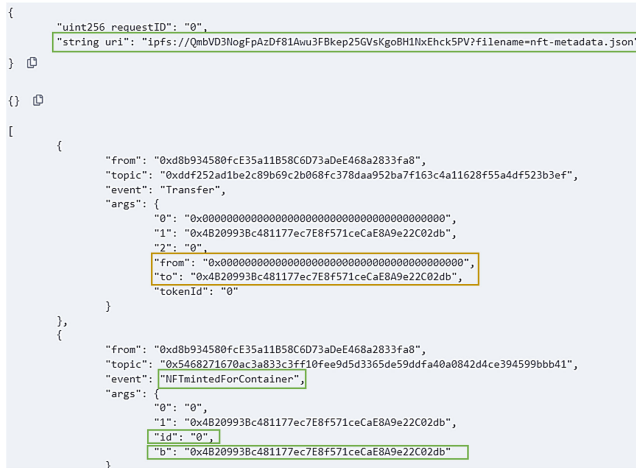 {
"uint256 requestID": "0",
"string uri": "ipfs://QmbVD3NogFpAzDf81Awu3FBkep25GVsKgoBH1NxEhck5PV?filename=nft-metadata.json"
}
{}
[
{
"from": "0xd8b934580fcE35a11B58C6D73aDeE468a2833fa8",
"topic": "0xddf252ad1be2c89b69c2b068fc378daa952ba7f163c4a11628f55a4df523b3ef",
"event": "Transfer",
"args": {
"0": "0x0000000000000000000000000000000000000000",
"1": "0x4B20993Bc481177ec7E8f571ceCaE8A9e22C02db",
"2": "0",
"from": "0x0000000000000000000000000000000000000000",
"to": "0x4B20993Bc481177ec7E8f571ceCaE8A9e22C02db",
"tokenId": "0"
}
},
{
"from": "0xd8b934580fcE35a11B58C6D73aDeE468a2833fa8",
"topic": "0x5468271670ac3a833c3ff10fee9d5d3365de59ddfa40a0842d4ce394599bbb41",
"event": "NFTmintedForContainer",
"args": {
"0": "0",
"1": "0x4B20993Bc481177ec7E8f571ceCaE8A9e22C02db",
"id": "0",
"b": "0x4B20993Bc481177ec7E8f571ceCaE8A9e22C02db"
}